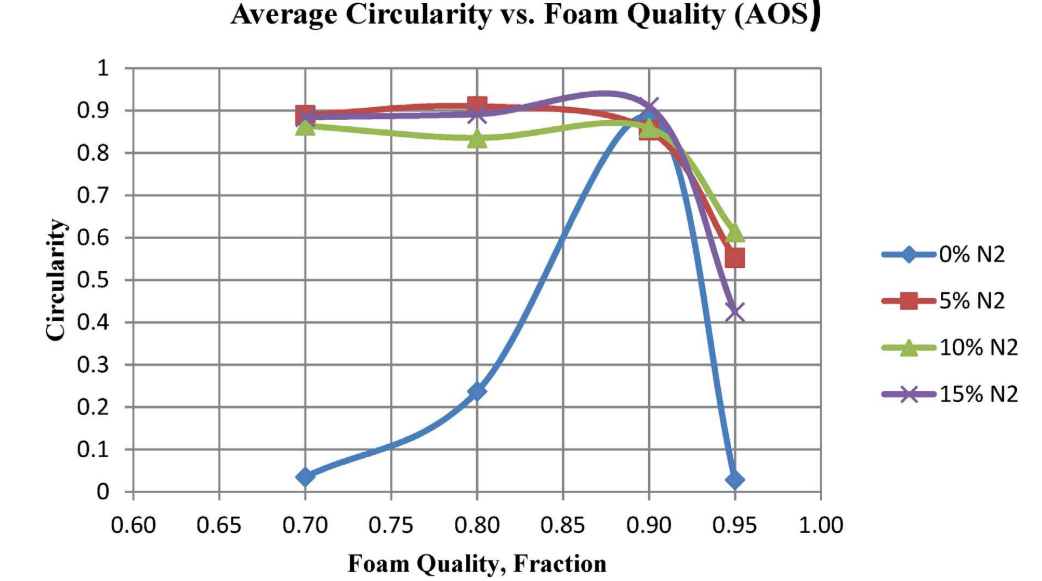 Average Circularity vs. Foam Quality (AOS)
1
0.9
0.8
0.7
0.6
0.5
0.4
0.3
0.2
0.1
0
Circularity
0.60 0.65 0.70 0.75 0.80 0.85 0.90 0.95 1.00
Foam Quality, Fraction
0% N2
5% N2
10% N2
15% N2